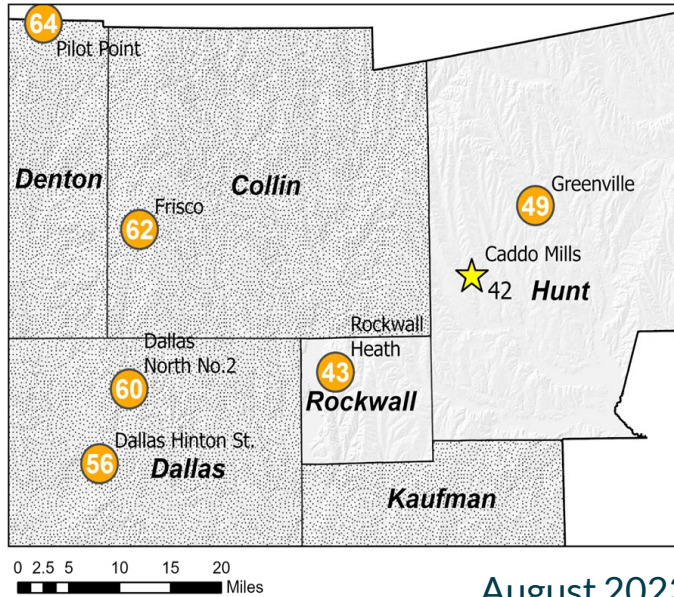 64
Pilot Point
Denton
Collin
Frisco
62
Greenville
49
Caddo Mills
42
Hunt
Dallas
North No.2
60
Rockwall
Heath
43
Rockwall
Dallas Hinton St.
56
Dallas
Kaufman
0 2.5 5 10 15 20
Miles
August